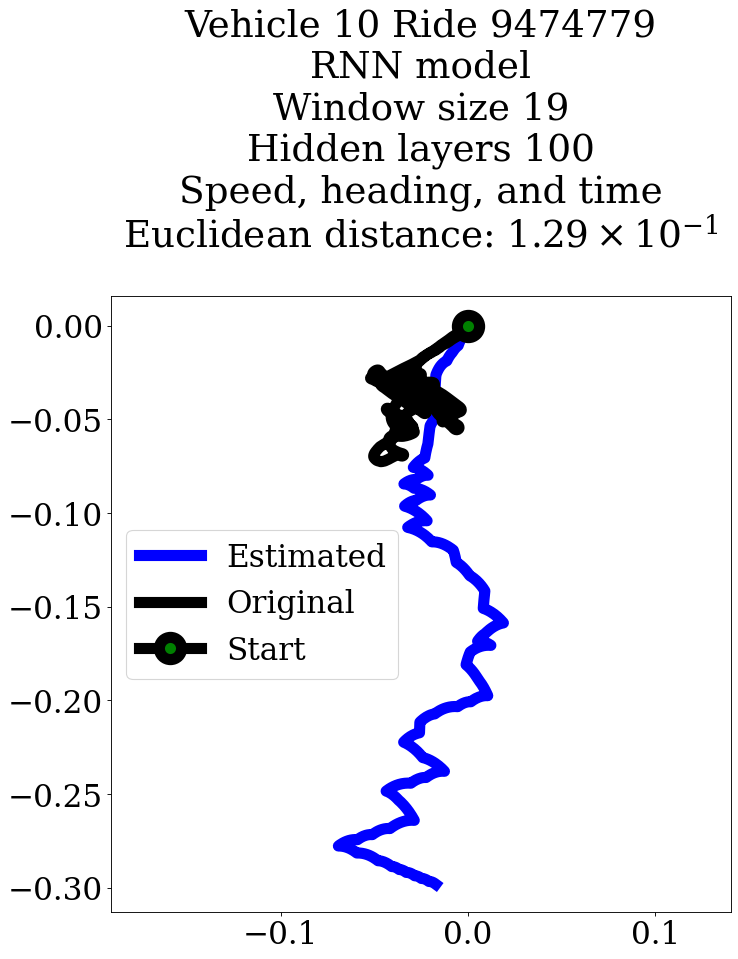 Vehicle 10 Ride 9474779
RNN model
Window size 19
Hidden layers 100
Speed, heading, and time
Euclidean distance: 1.29 × 10⁻¹
0.00
−0.05
−0.10
−0.15
−0.20
−0.25
−0.30
Estimated
Original
Start
−0.1
0.0
0.1